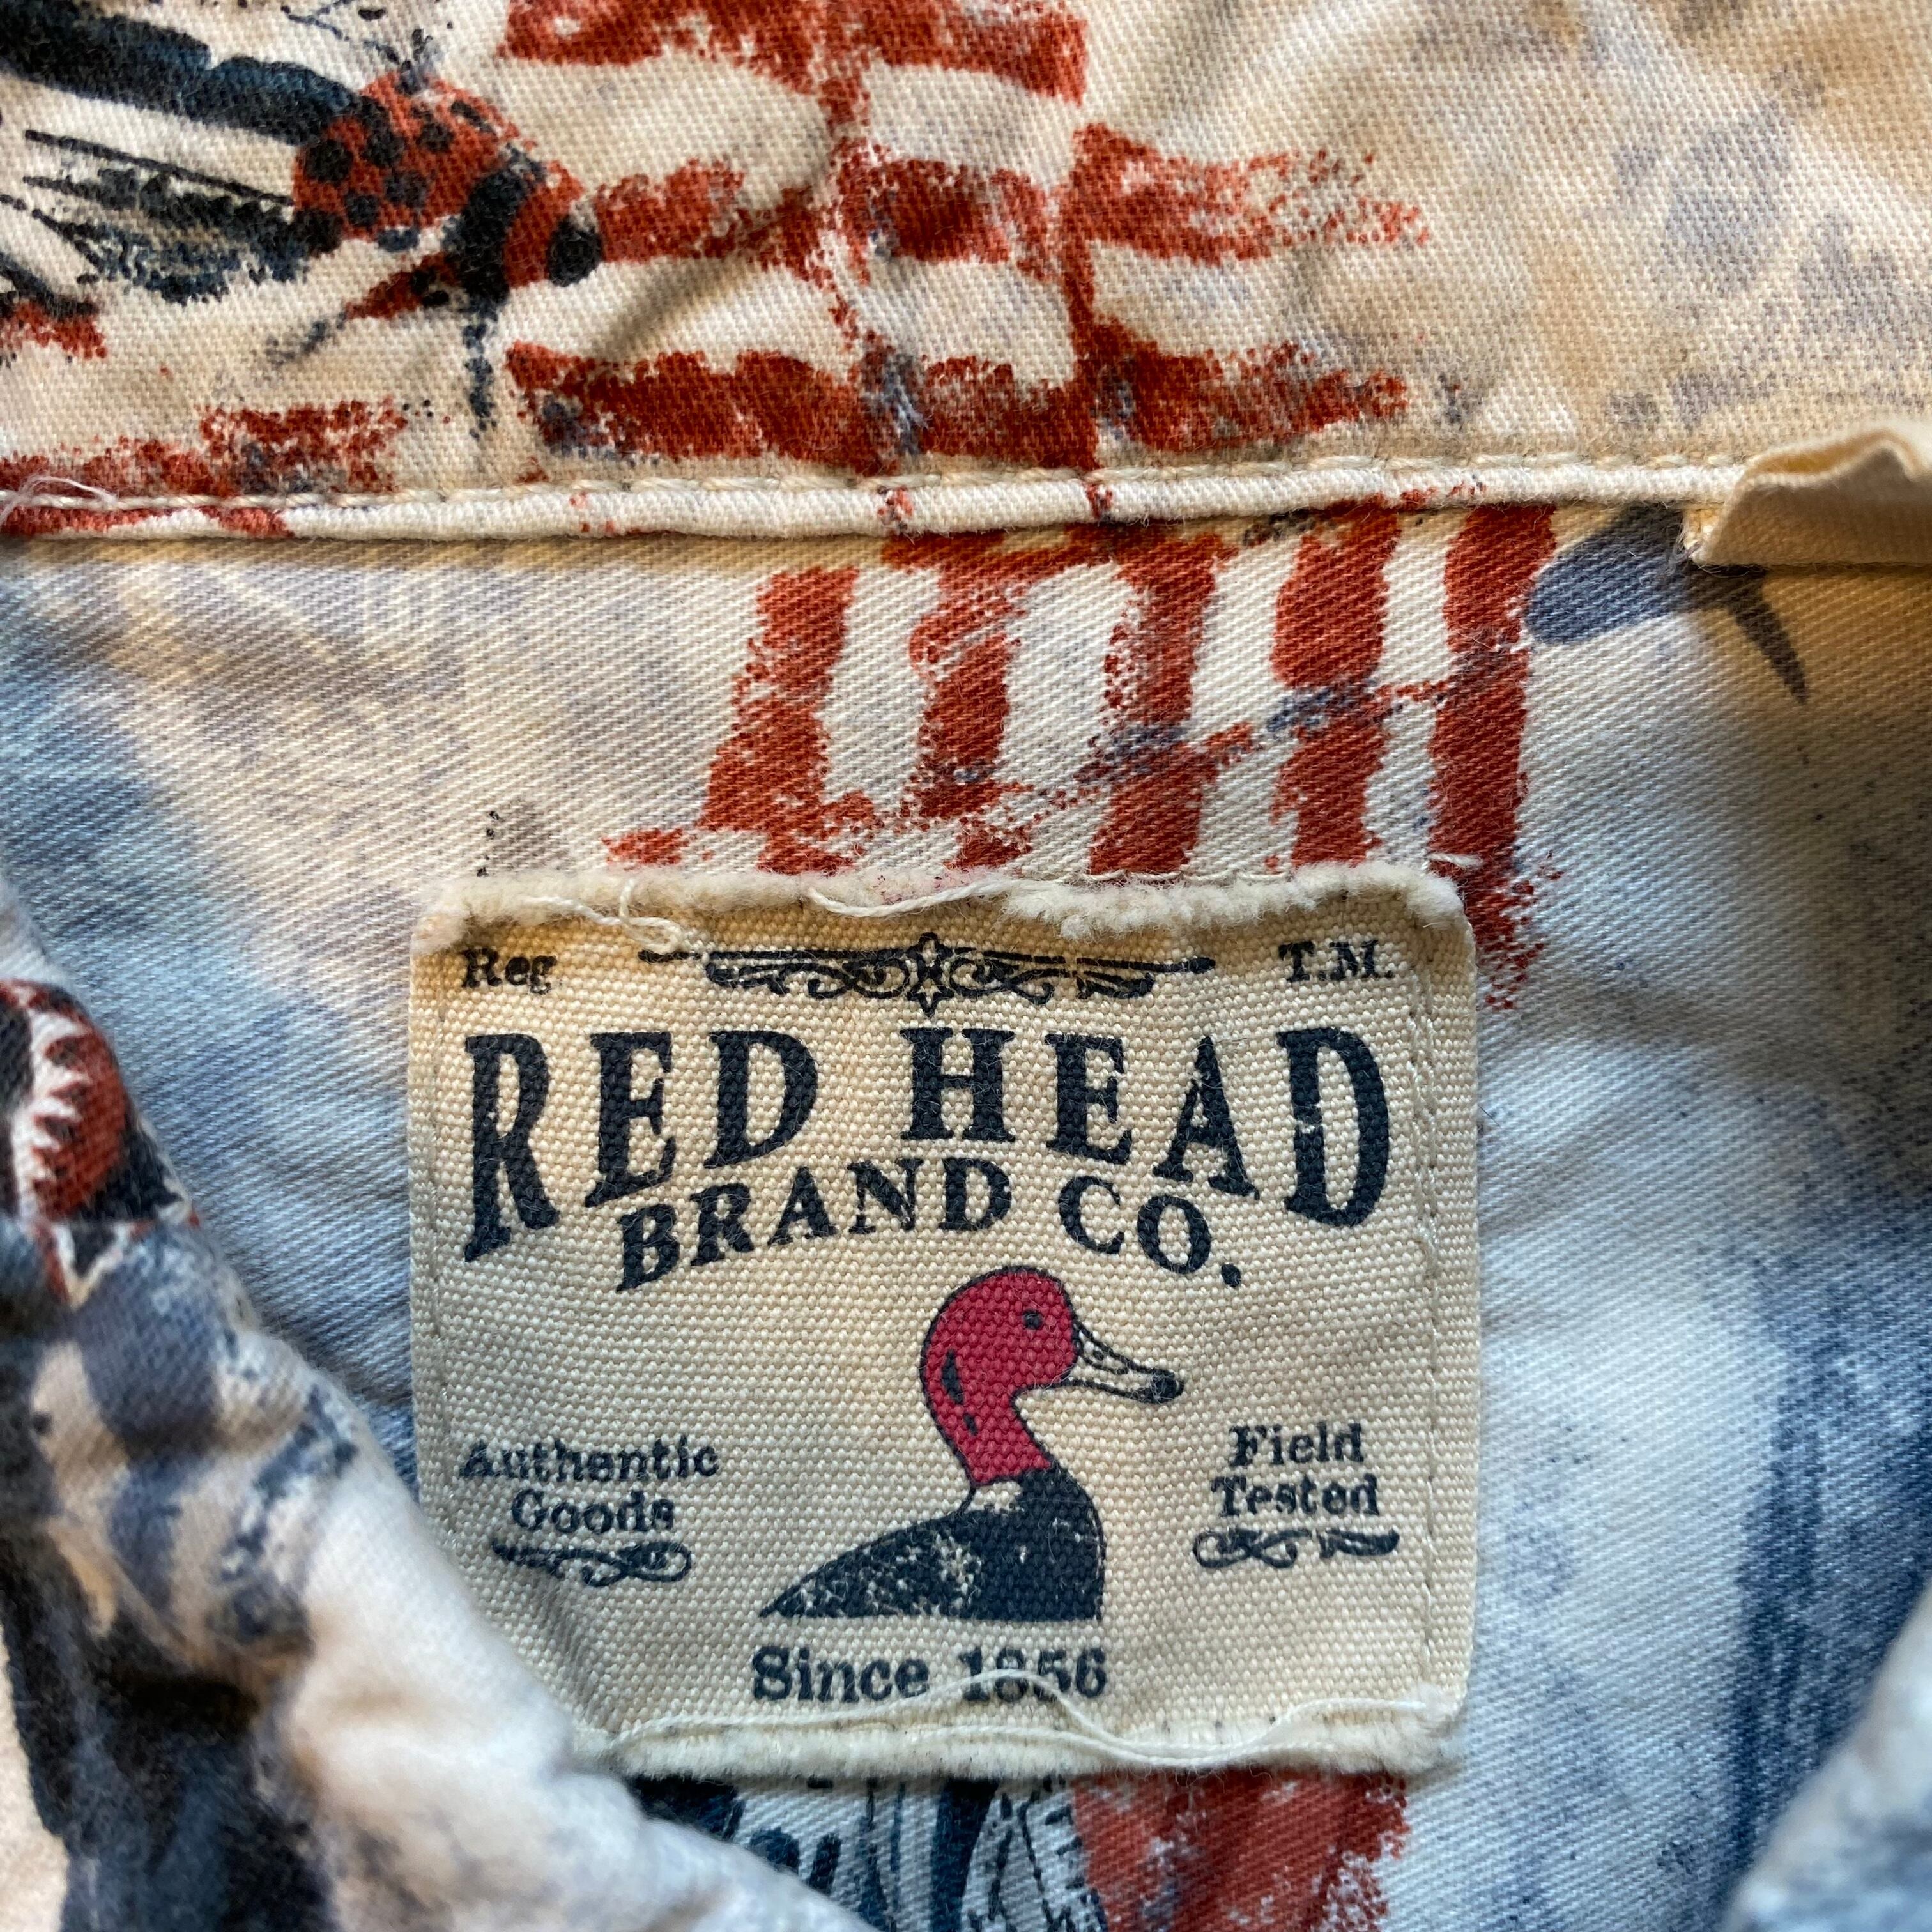 Reg T.M.
RED HEAD
BRAND CO.
Authentic
Goods
Field
Tested
Since 1856